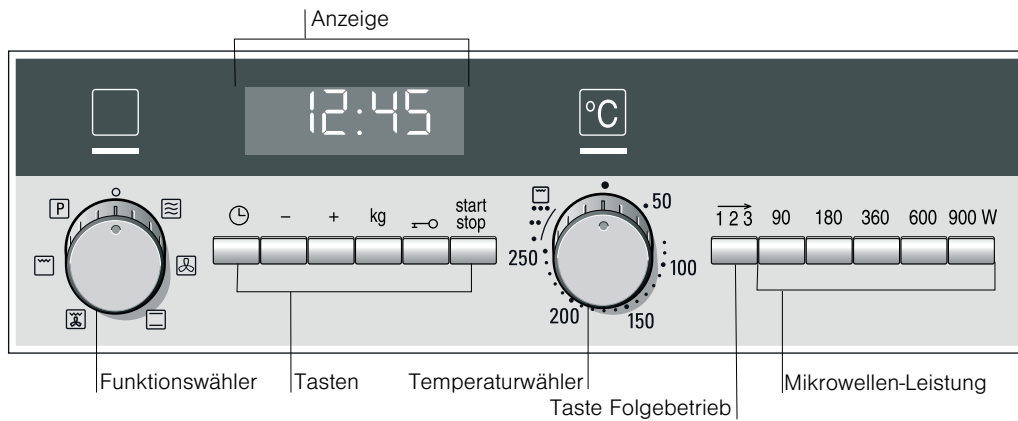 Anzeige
12:45
°C
P
− + kg start stop
50
100
150
200
250
1 2 3 90 180 360 600 900 W
Funktionswähler Tasten Temperaturwähler Mikrowellen-Leistung
Taste Folgebetrieb